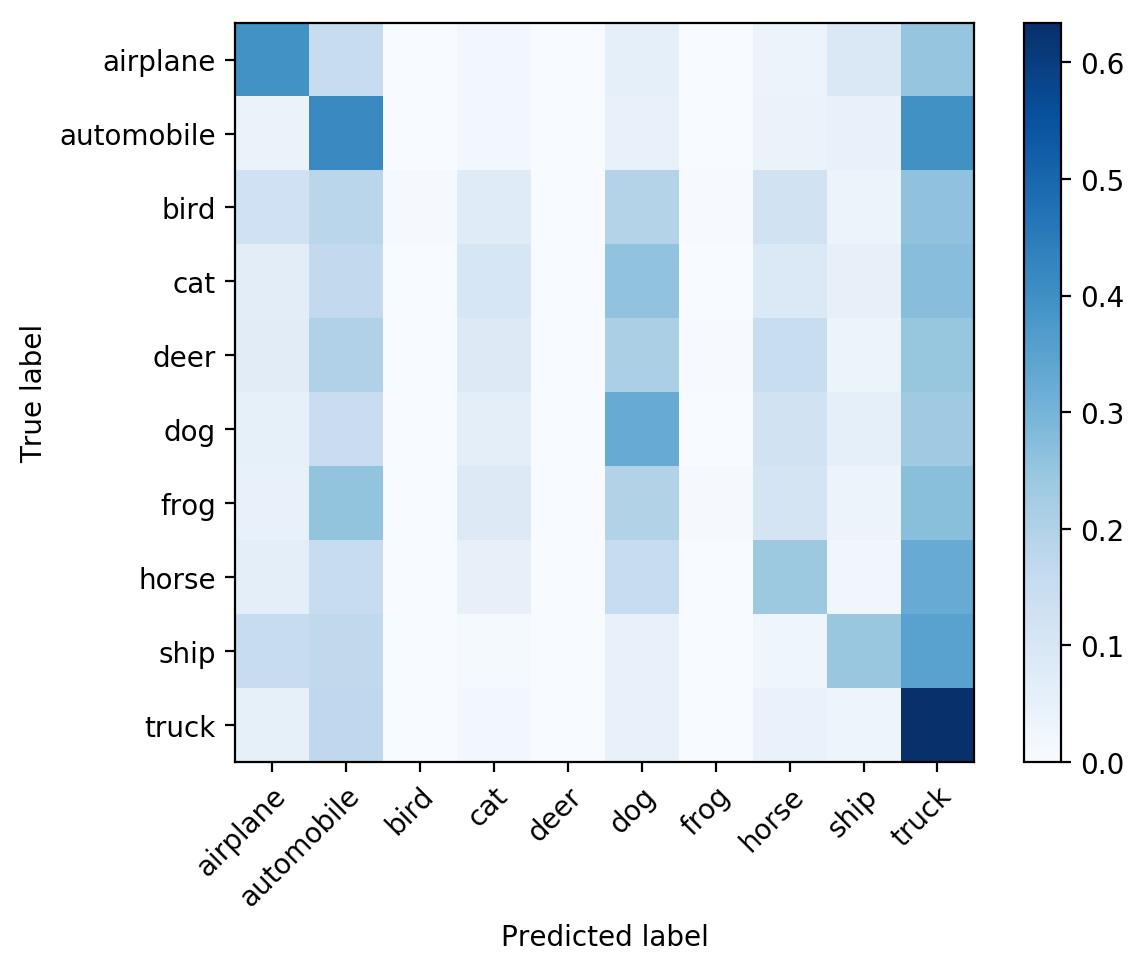 airplane
automobile
bird
cat
deer
dog
frog
horse
ship
truck
True label
airplane
automobile
bird
cat
deer
dog
frog
horse
ship
truck
Predicted label
0.6
0.5
0.4
0.3
0.2
0.1
0.0